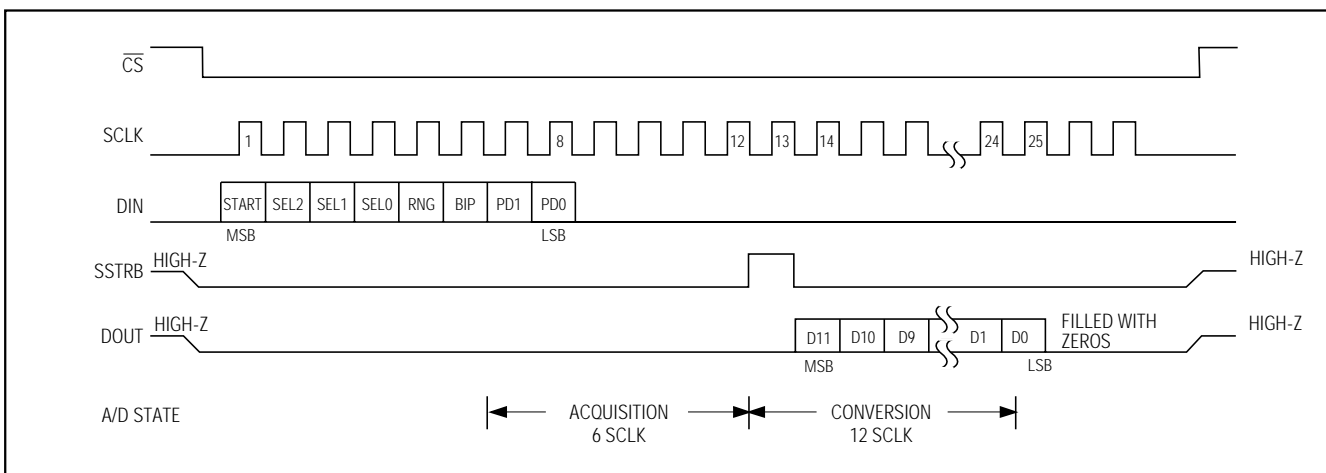 CS
SCLK 1 8 12 13 14 24 25
DIN START SEL2 SEL1 SEL0 RNG BIP PD1 PD0
MSB LSB
SSTRB HIGH-Z HIGH-Z
DOUT HIGH-Z D11 D10 D9 D1 D0 FILLED WITH ZEROS HIGH-Z
MSB LSB
A/D STATE ACQUISITION CONVERSION
6 SCLK 12 SCLK